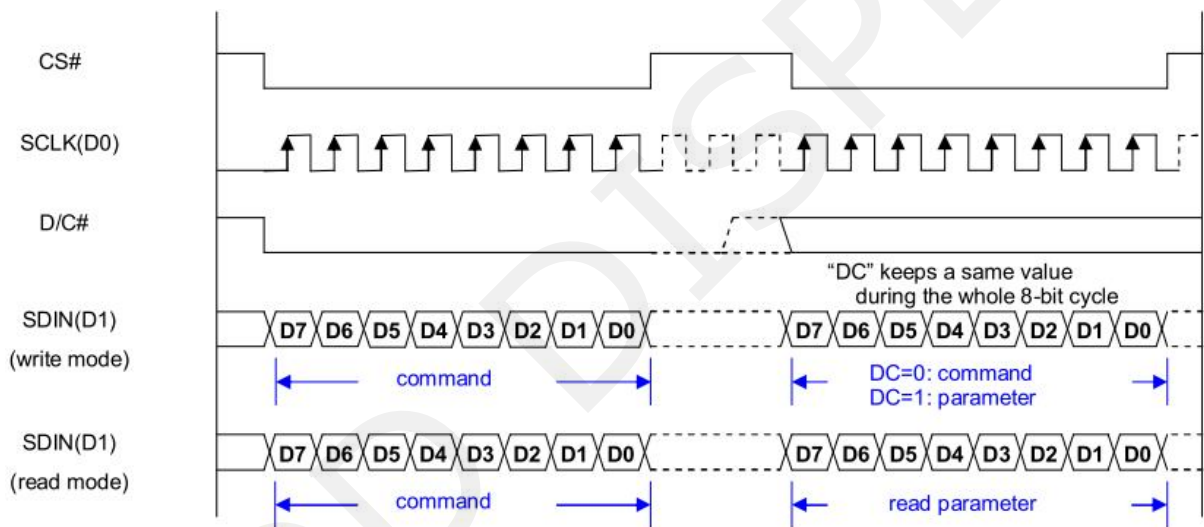 CS#
SCLK(D0)
D/C#
“DC” keeps a same value
during the whole 8-bit cycle
SDIN(D1)
(write mode)
D7 D6 D5 D4 D3 D2 D1 D0 D7 D6 D5 D4 D3 D2 D1 D0
command
DC=0: command
DC=1: parameter
SDIN(D1)
(read mode)
D7 D6 D5 D4 D3 D2 D1 D0 D7 D6 D5 D4 D3 D2 D1 D0
command read parameter